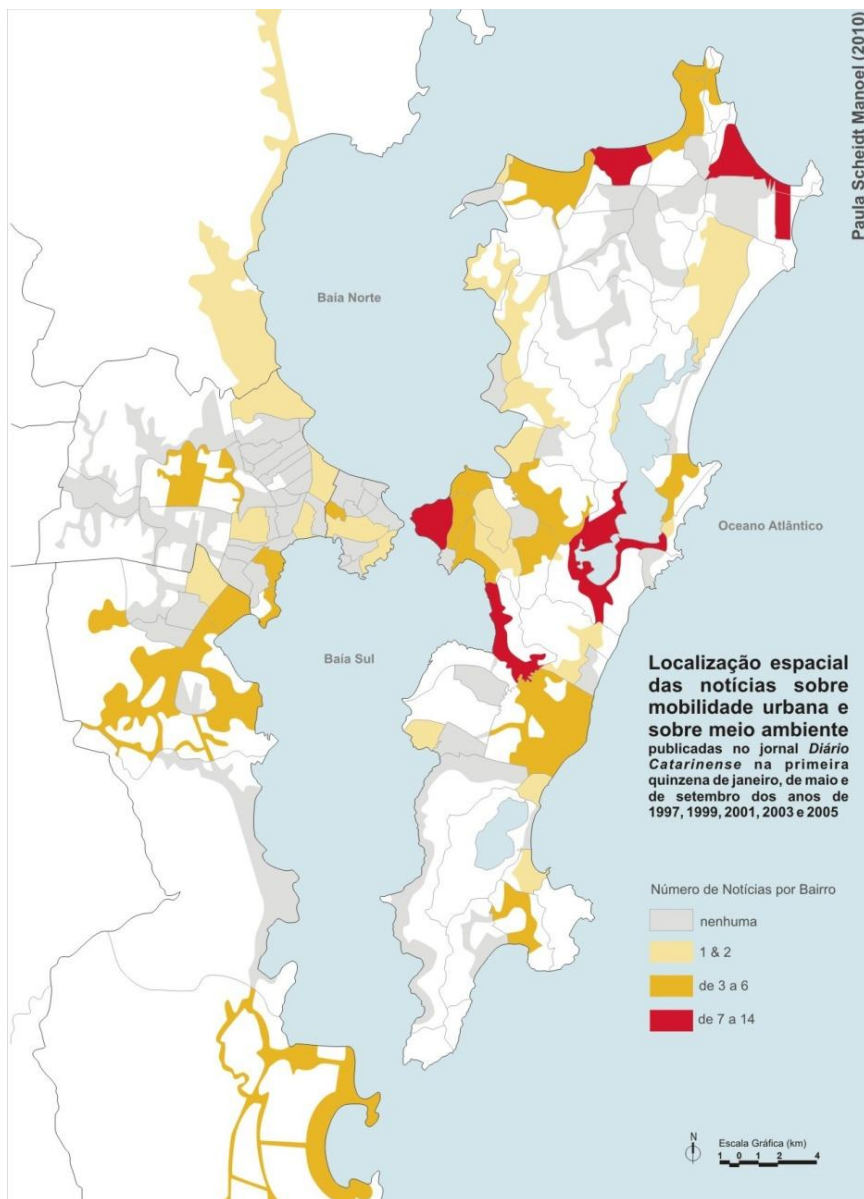 Paula Scheidt Manoel (2010)
Baía Norte
Oceano Atlântico
Baía Sul
Localização espacial
das notícias sobre
mobilidade urbana e
sobre meio ambiente
publicadas no jornal Diário
Catarinense na primeira
quinzena de janeiro, de maio e
de setembro dos anos de
1997, 1999, 2001, 2003 e 2005
Número de Notícias por Bairro
nenhuma
1 & 2
de 3 a 6
de 7 a 14
N
Escala Gráfica (km)
1 0 1 2 4